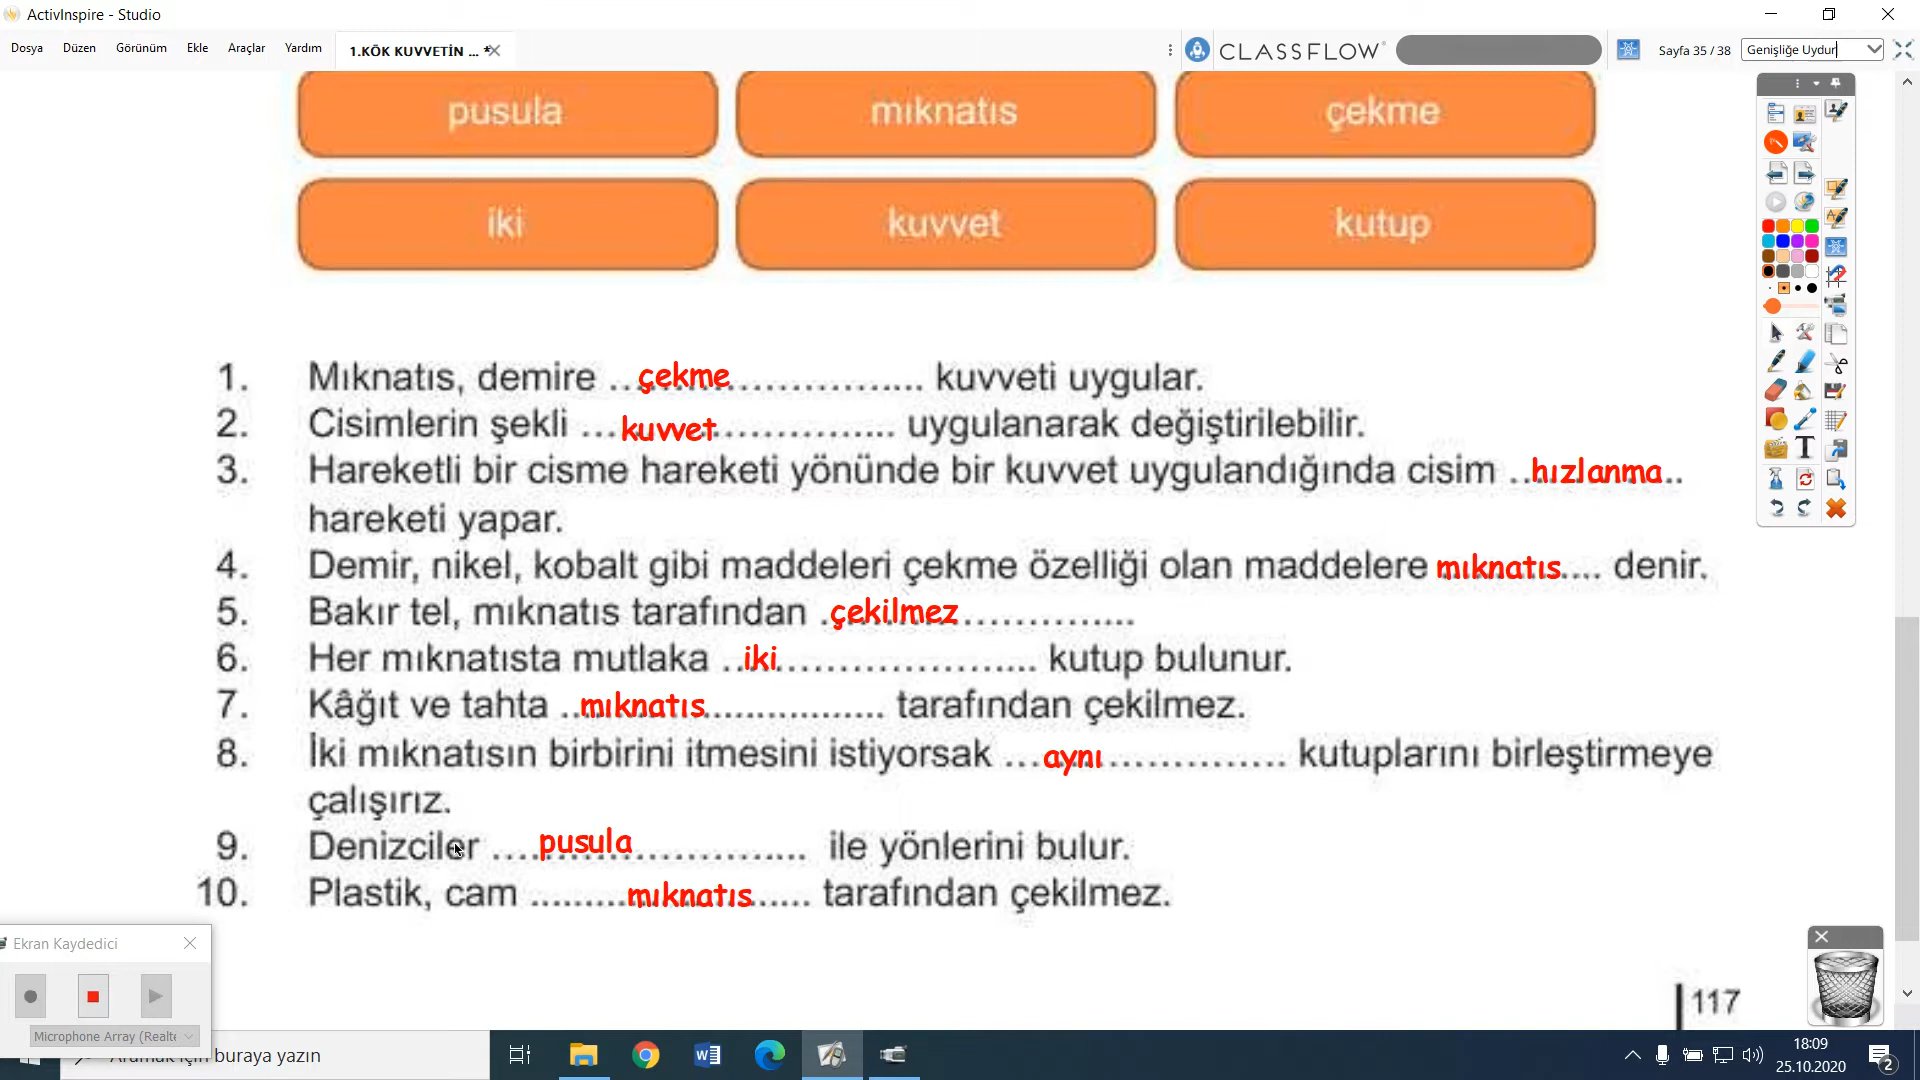 ActivInspire - Studio
Dosya Düzen Görünüm Ekle Araçlar Yardım 1.KÖK KUVVETİN ... * CLASSFLOW Sayfa 35 / 38 Genişliğe Uydur
pusula mıknatıs çekme
iki kuvvet kutup
1. Mıknatıs, demire ...çekme.................... kuvveti uygular.
2. Cisimlerin şekli ...kuvvet.................... uygulanarak değiştirilebilir.
3. Hareketli bir cisme hareketi yönünde bir kuvvet uygulandığında cisim ..hızlanma..
hareketi yapar.
4. Demir, nikel, kobalt gibi maddeleri çekme özelliği olan maddelere mıknatıs.... denir.
5. Bakır tel, mıknatıs tarafından .çekilmez....................
6. Her mıknatısta mutlaka ..iki........................ kutup bulunur.
7. Kâğıt ve tahta ..mıknatıs.................. tarafından çekilmez.
8. İki mıknatısın birbirini itmesini istiyorsak ...aynı................ kutuplarını birleştirmeye
çalışırız.
9. Denizciler ....pusula.................. ile yönlerini bulur.
10. Plastik, cam .........mıknatıs...... tarafından çekilmez.
Ekran Kaydedici
117
Microphone Array (Realte
Aramak için buraya yazın
18:09
25.10.2020
2